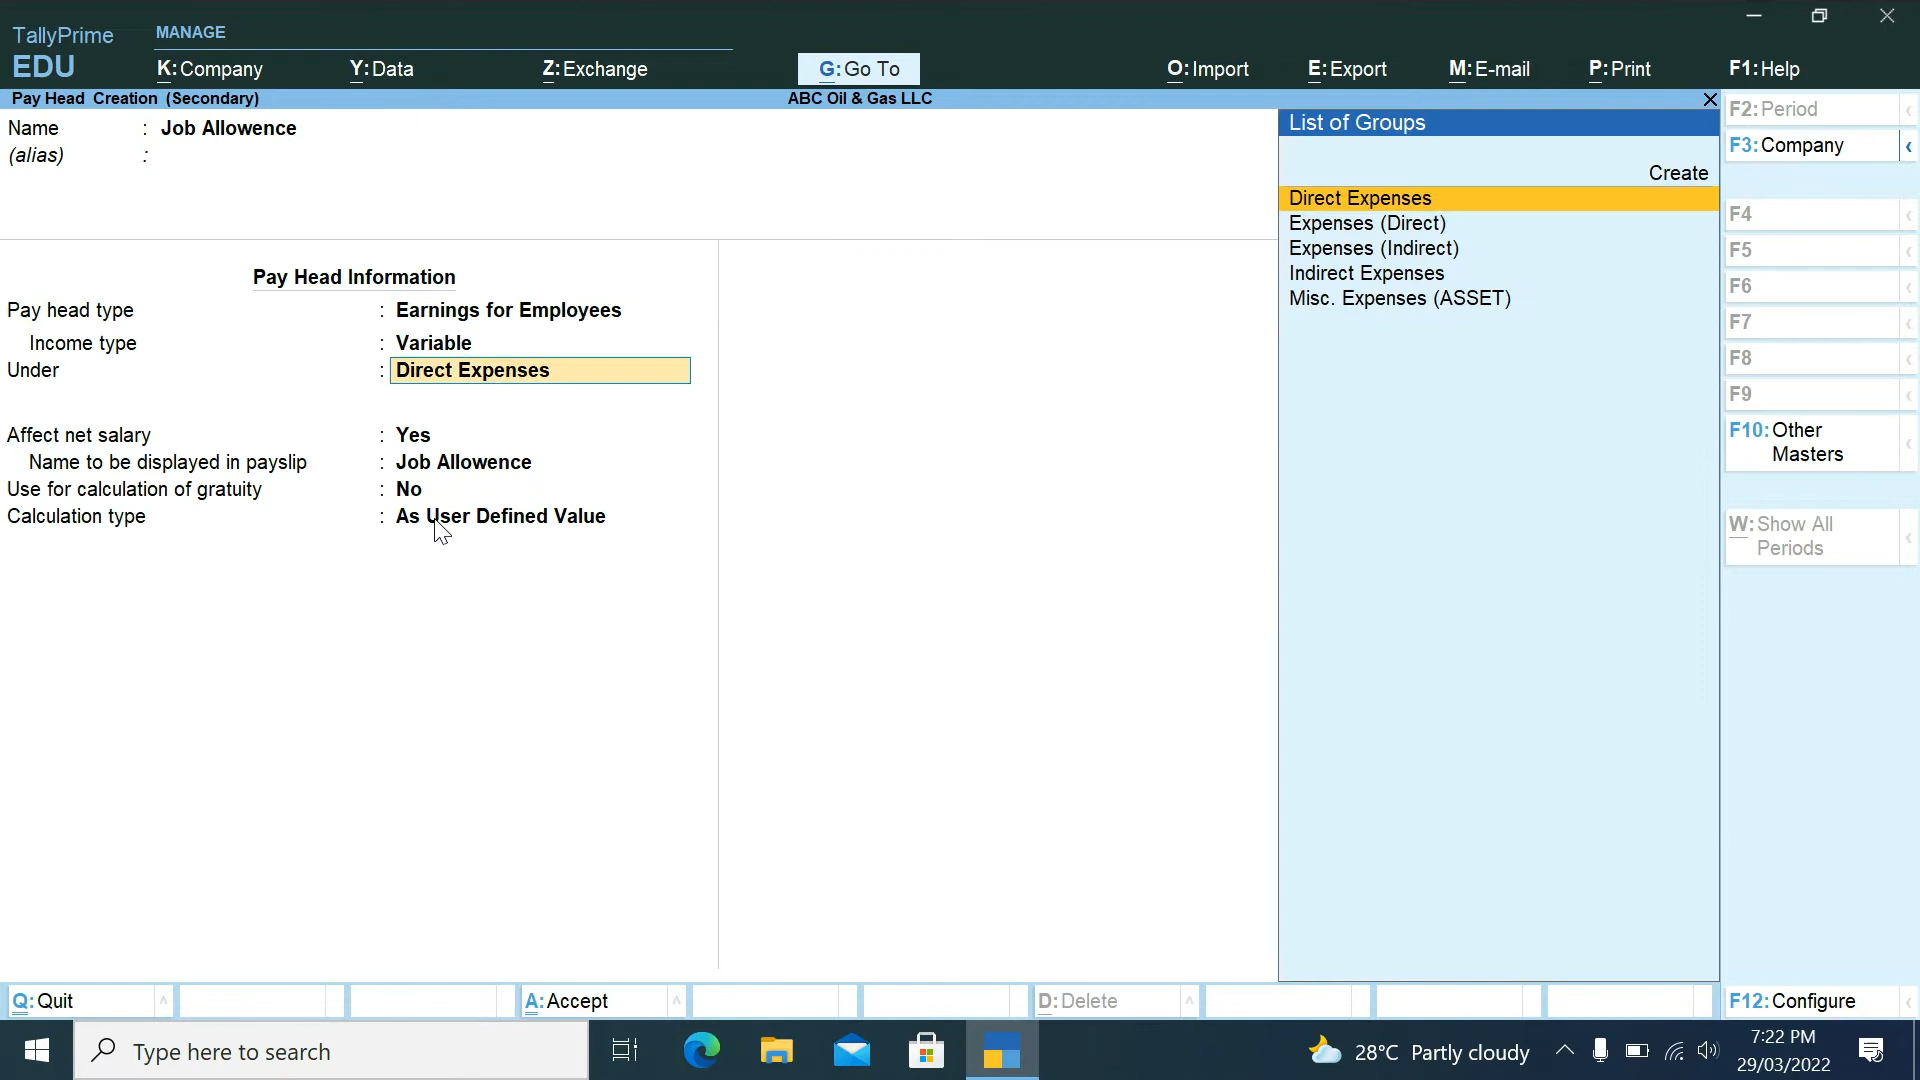 TallyPrime
EDU
MANAGE
K:Company
Y:Data
Z:Exchange
G:Go To
O:Import
E:Export
M:E-mail
P:Print
F1:Help
Pay Head Creation (Secondary)
ABC Oil & Gas LLC
Name : Job Allowence
(alias) :
Pay Head Information
Pay head type : Earnings for Employees
Income type : Variable
Under : Direct Expenses
Affect net salary : Yes
Name to be displayed in payslip : Job Allowence
Use for calculation of gratuity : No
Calculation type : As User Defined Value
List of Groups
Create
Direct Expenses
Expenses (Direct)
Expenses (Indirect)
Indirect Expenses
Misc. Expenses (ASSET)
F2:Period
F3:Company
F4
F5
F6
F7
F8
F9
F10:Other
Masters
W:Show All
Periods
Q:Quit
A:Accept
D:Delete
F12:Configure
Type here to search
28°C Partly cloudy
7:22 PM
29/03/2022